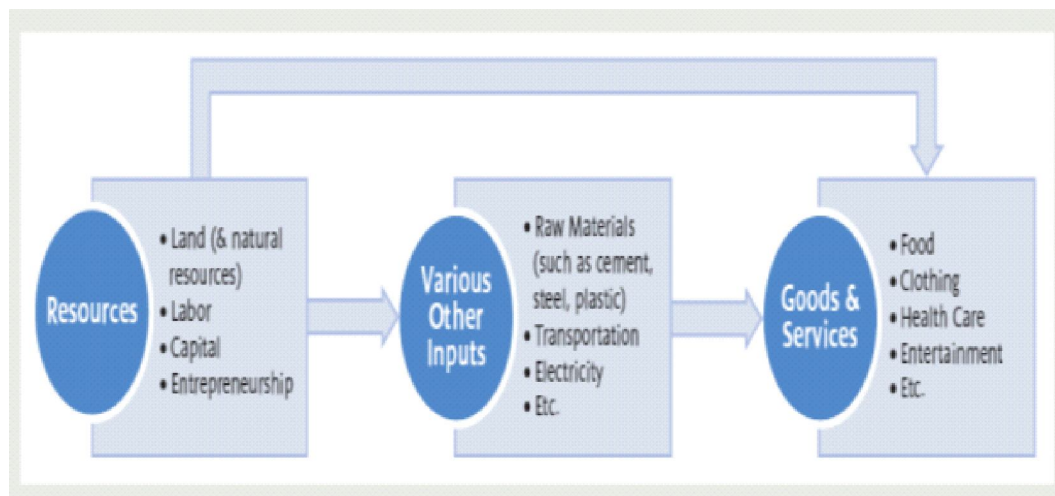 Resources
• Land (& natural
resources)
• Labor
• Capital
• Entrepreneurship
Various
Other
Inputs
• Raw Materials
(such as cement,
steel, plastic)
• Transportation
• Electricity
• Etc.
Goods &
Services
• Food
• Clothing
• Health Care
• Entertainment
• Etc.